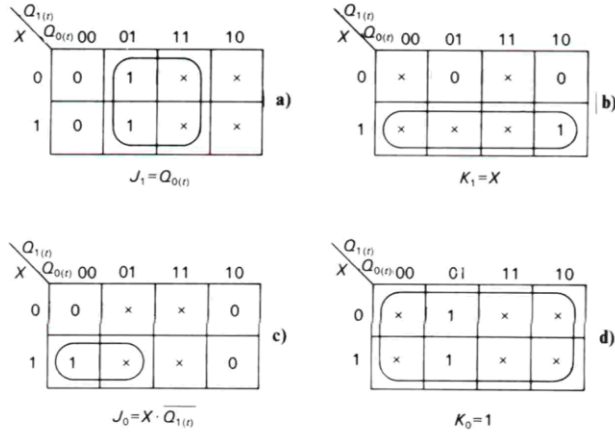 Q1(t)
X Q0(t) 00 01 11 10
0 0 1 × ×
1 0 1 × ×
a)
J1=Q0(t)
Q1(t)
X Q0(t) 00 01 11 10
0 × 0 × 0
1 × × × 1
b)
K1=X
Q1(t)
X Q0(t) 00 01 11 10
0 0 × × 0
1 1 × × 0
c)
J0=X · Q̅1(t)
Q1(t)
X Q0(t) 00 01 11 10
0 × 1 × ×
1 × 1 × ×
d)
K0=1